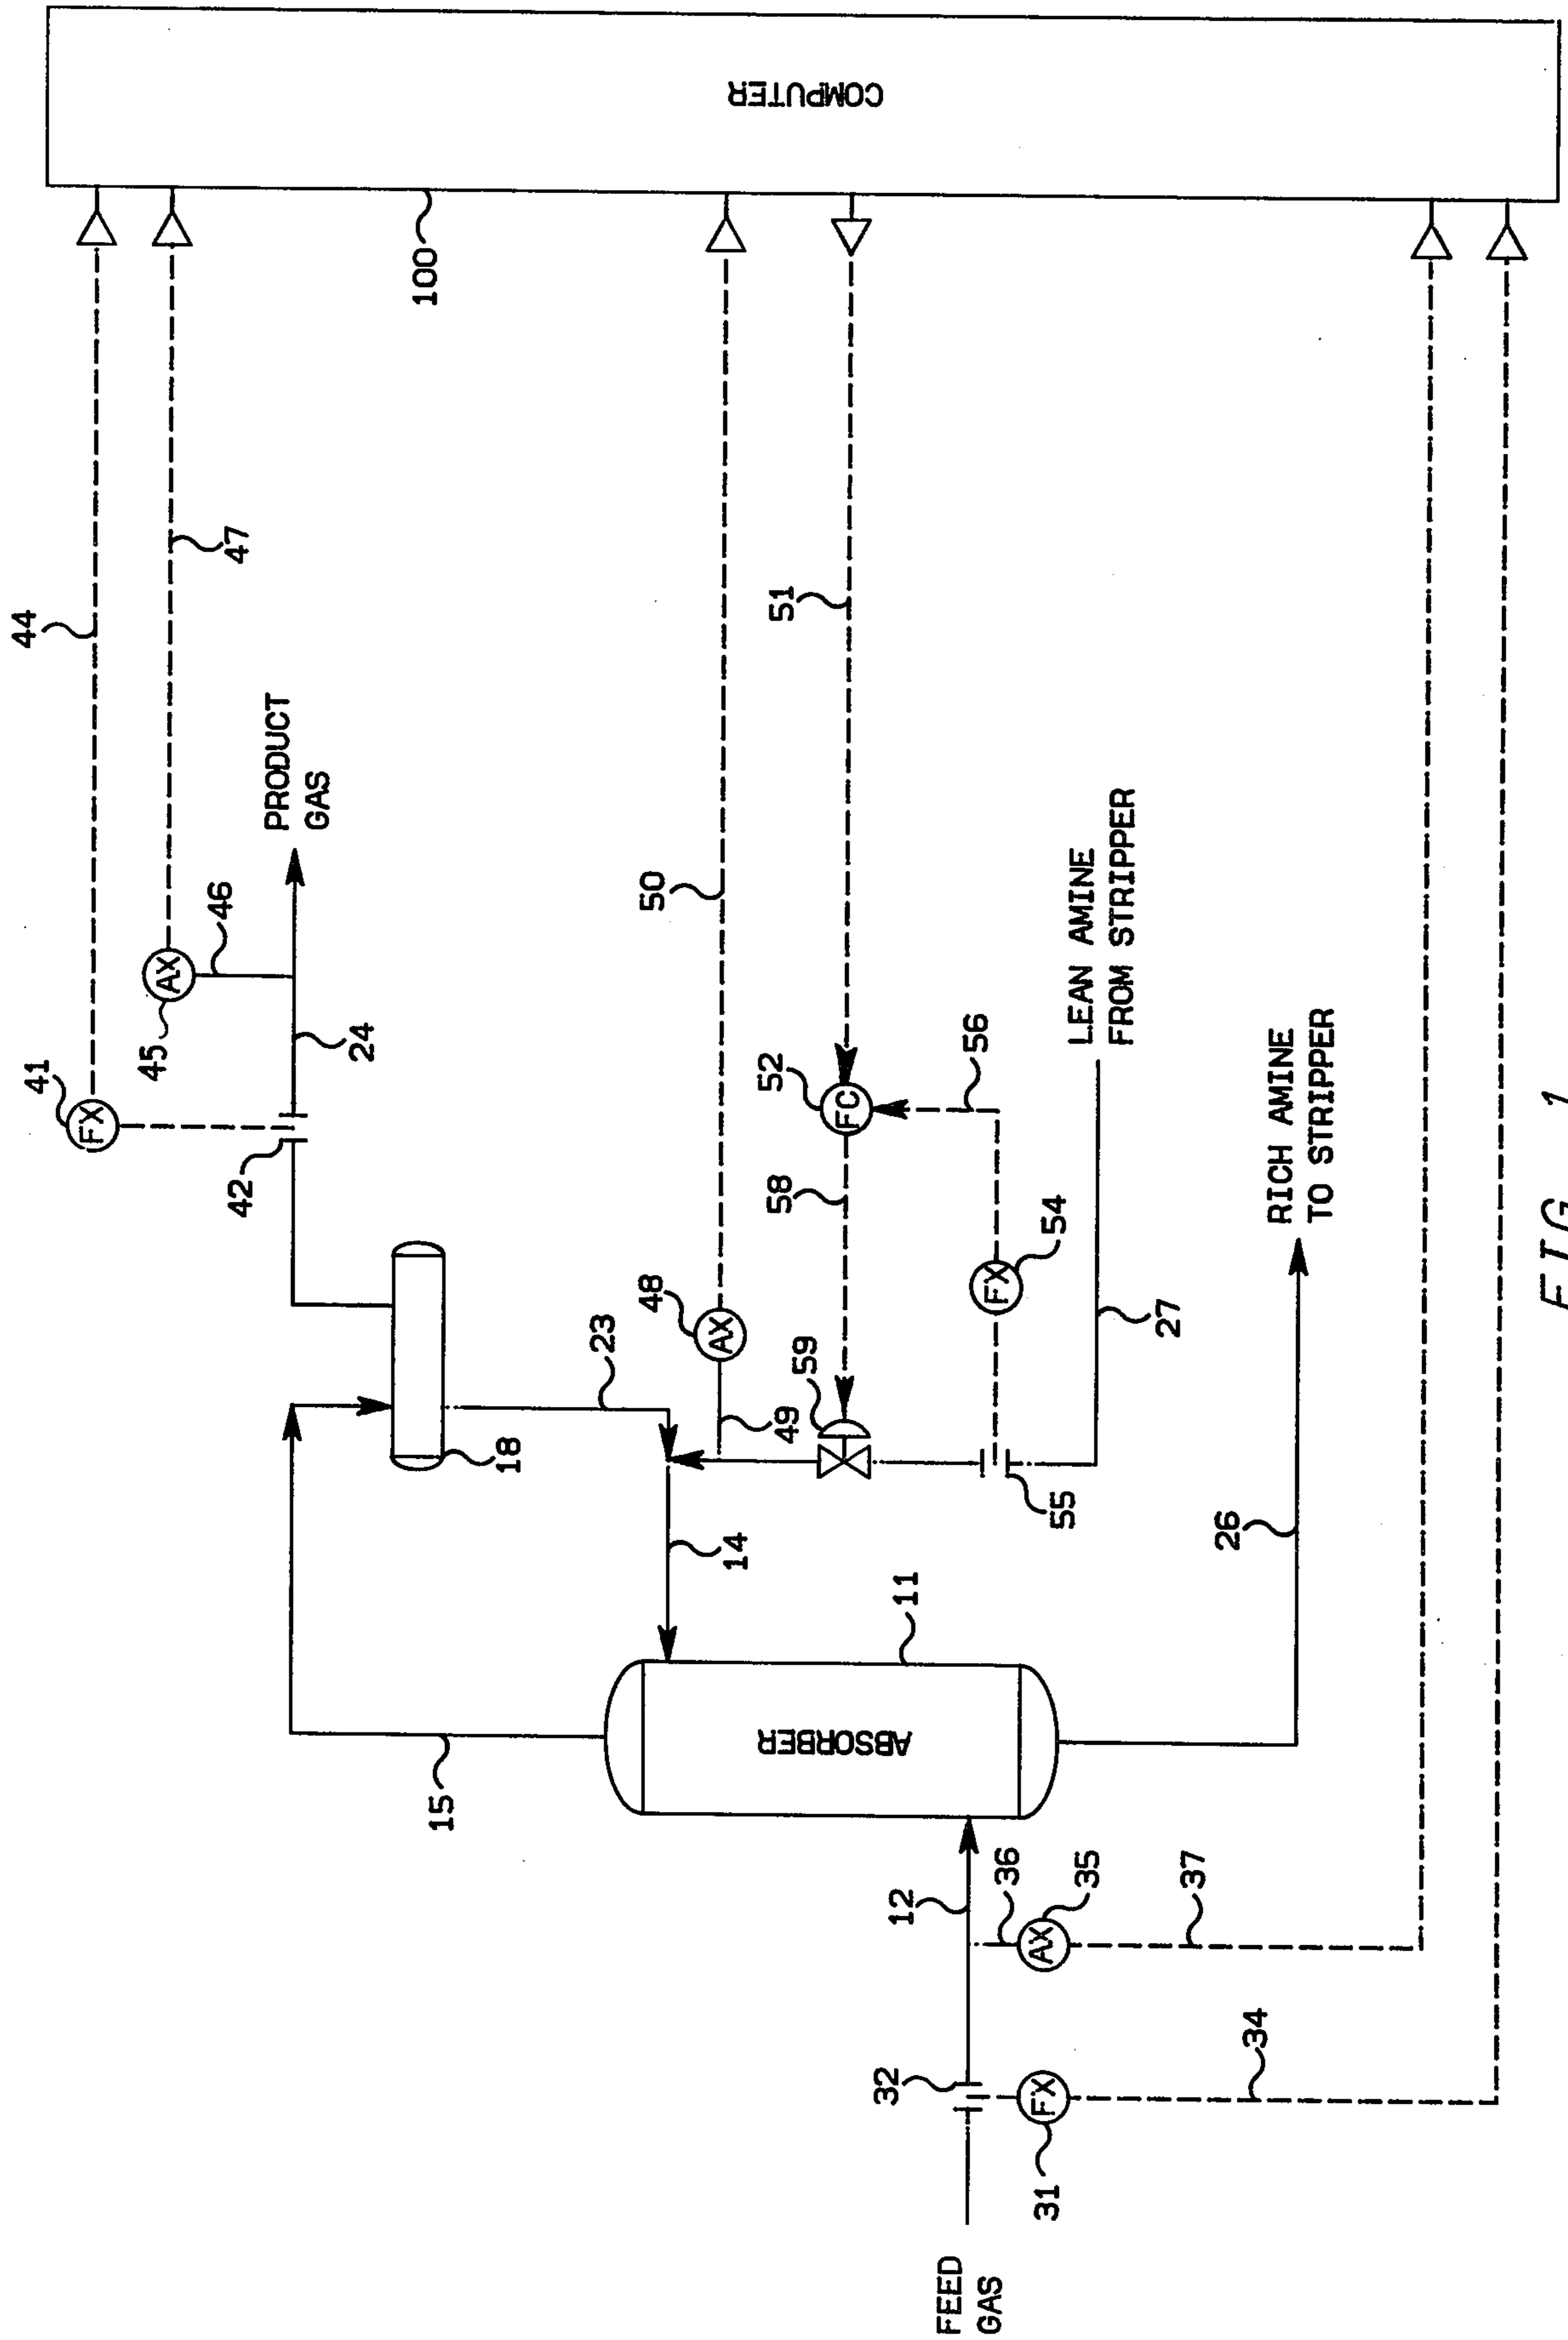 44
41
FX
45
AX
46
47
42
24
PRODUCT
GAS
100
COMPUTER
15
18
23
48
AX
49
50
14
59
58
52
FC
51
ABSORBER
11
55
FX
54
56
27
LEAN AMINE
FROM STRIPPER
12
36
AX
35
37
32
FX
31
34
FEED
GAS
26
RICH AMINE
TO STRIPPER
FIG. 1